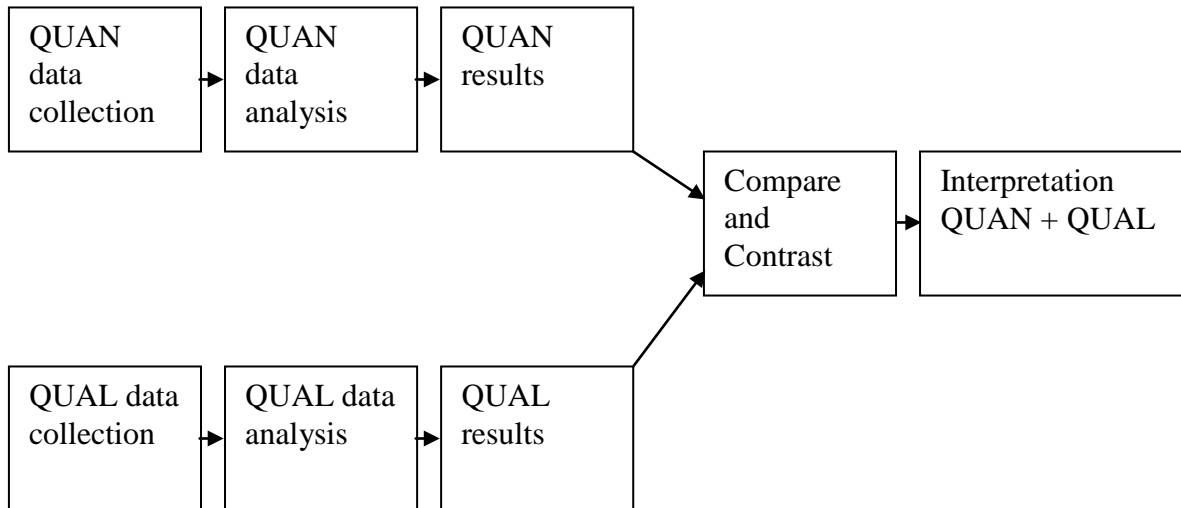 QUAN
data
collection
QUAN
data
analysis
QUAN
results
Compare
and
Contrast
Interpretation
QUAN + QUAL
QUAL data
collection
QUAL data
analysis
QUAL
results